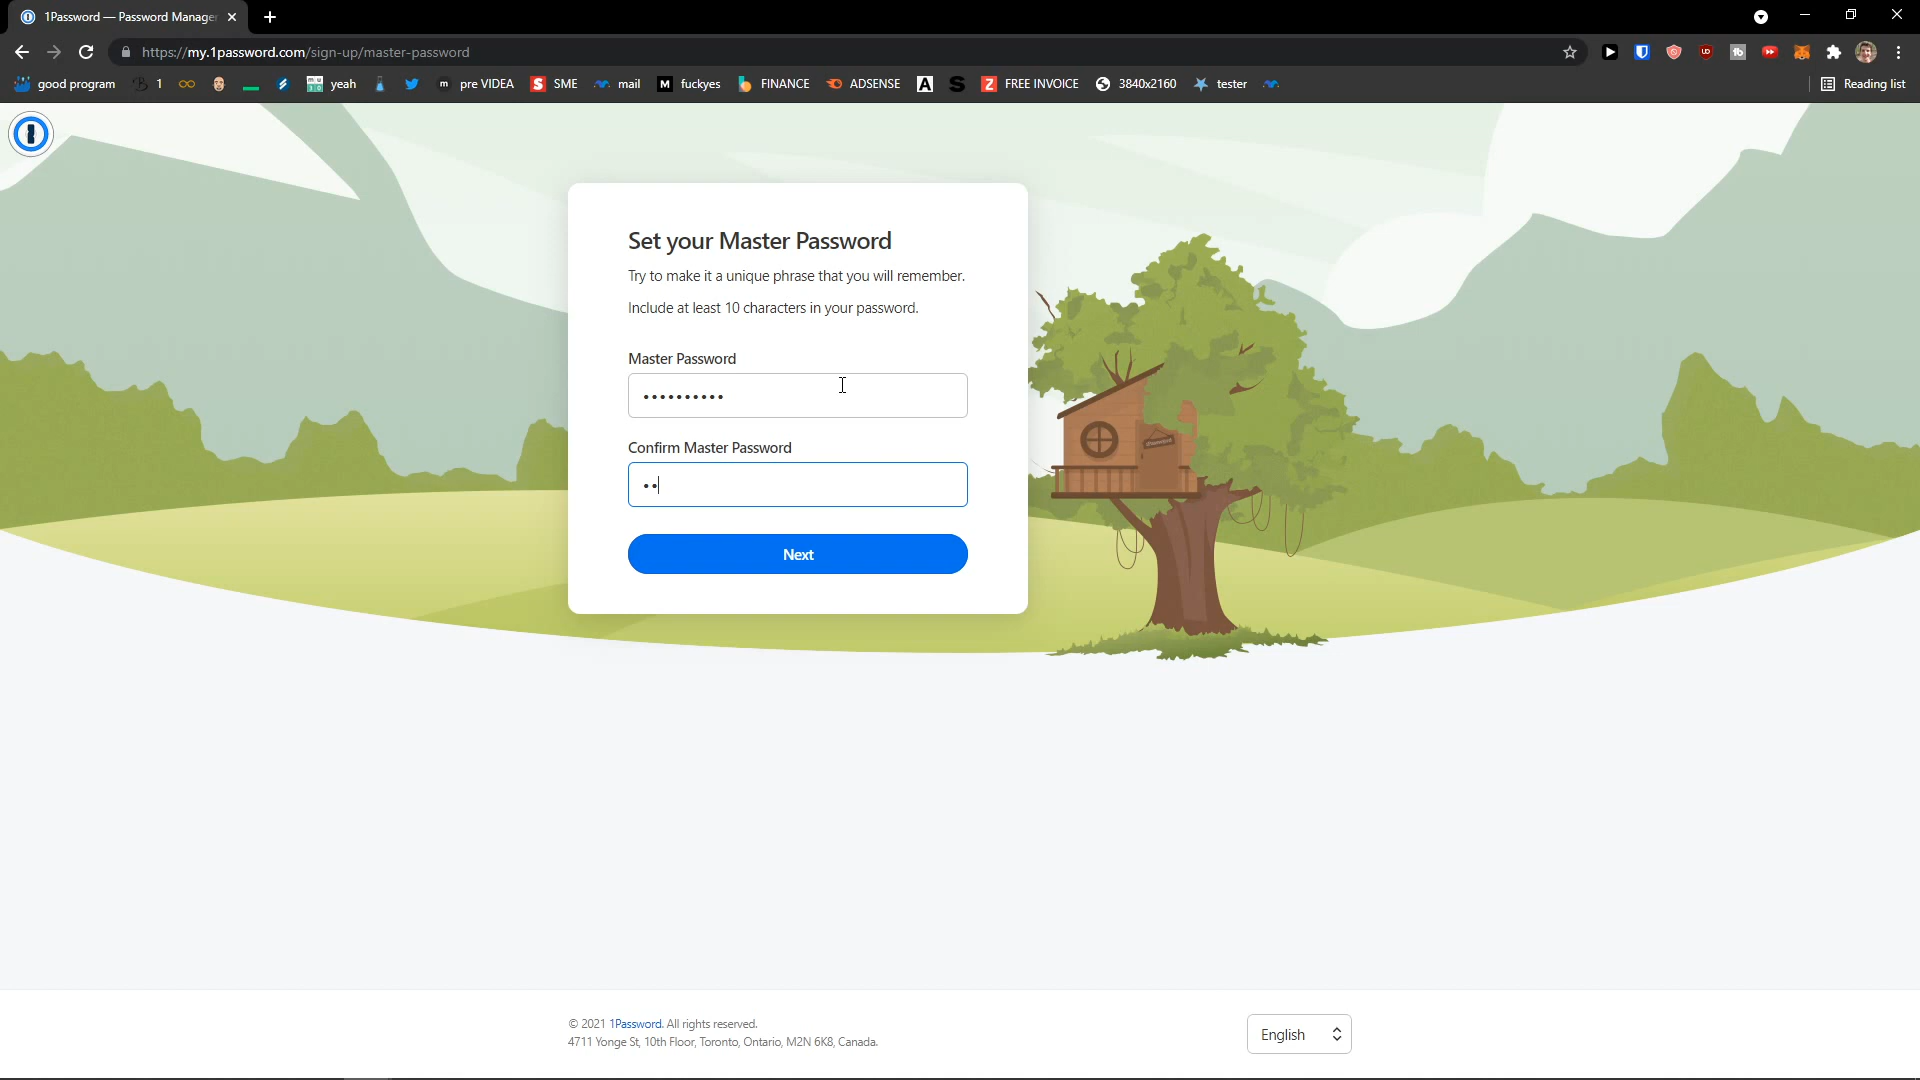 1Password — Password Manager
https://my.1password.com/sign-up/master-password
good program
1
yeah
m
pre VIDEA
S
SME
mail
M
fuckyes
FINANCE
ADSENSE
A
S
Z
FREE INVOICE
3840x2160
tester
Reading list
Set your Master Password
Try to make it a unique phrase that you will remember.
Include at least 10 characters in your password.
Master Password
••••••••••
Confirm Master Password
••
Next
© 2021 1Password. All rights reserved.
4711 Yonge St, 10th Floor, Toronto, Ontario, M2N 6K8, Canada.
English